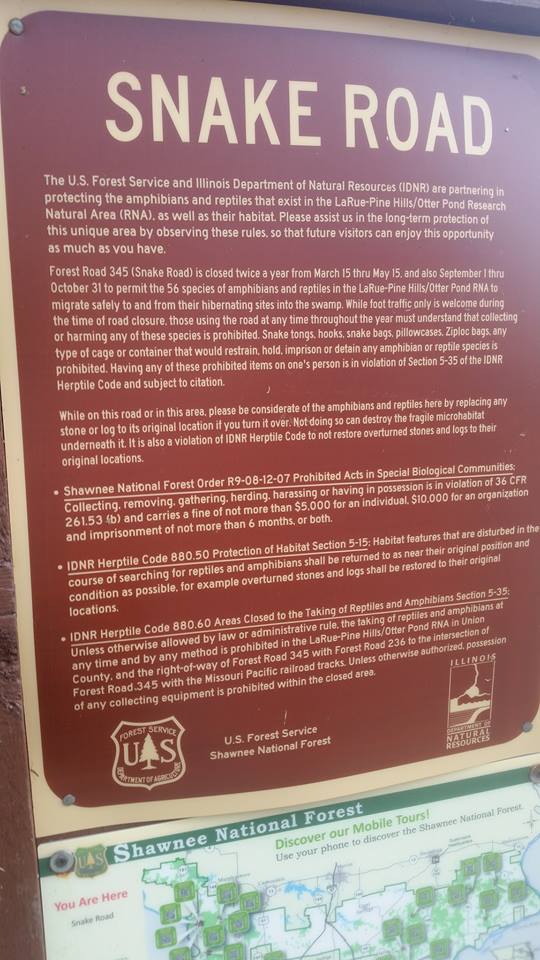 SNAKE ROAD
The U.S. Forest Service and Illinois Department of Natural Resources (IDNR) are partnering in
protecting the amphibians and reptiles that exist in the LaRue-Pine Hills/Otter Pond Research
Natural Area (RNA), as well as their habitat. Please assist us in the long-term protection of
this unique area by observing these rules, so that future visitors can enjoy this opportunity
as much as you have.
Forest Road 345 (Snake Road) is closed twice a year from March 15 thru May 15, and also September 1 thru
October 31 to permit the 56 species of amphibians and reptiles in the LaRue-Pine Hills/Otter Pond RNA to
migrate safely to and from their hibernating sites into the swamp. While foot traffic only is welcome during
the time of road closure, those using the road at any time throughout the year must understand that collecting
or harming any of these species is prohibited. Snake tongs, hooks, snake bags, pillowcases, Ziploc bags, any
type of cage or container that would restrain, hold, imprison or detain any amphibian or reptile species is
prohibited. Having any of these prohibited items on one's person is in violation of Section 5-35 of the IDNR
Herptile Code and subject to citation.
While on this road or in this area, please be considerate of the amphibians and reptiles here by replacing any
stone or log to its original location if you turn it over. Not doing so can destroy the fragile microhabitat
underneath it. It is also a violation of IDNR Herptile Code to not restore overturned stones and logs to their
original locations.
• Shawnee National Forest Order R9-08-12-07 Prohibited Acts in Special Biological Communities:
Collecting, removing, gathering, herding, harassing or having in possession is in violation of 36 CFR
261.53 (b) and carries a fine of not more than $5,000 for an individual, $10,000 for an organization
and imprisonment of not more than 6 months, or both.
• IDNR Herptile Code 880.50 Protection of Habitat Section 5-15: Habitat features that are disturbed in the
course of searching for reptiles and amphibians shall be returned to as near their original position and
condition as possible, for example overturned stones and logs shall be restored to their original
locations.
• IDNR Herptile Code 880.60 Areas Closed to the Taking of Reptiles and Amphibians Section 5-35:
Unless otherwise allowed by law or administrative rule, the taking of reptiles and amphibians at
any time and by any method is prohibited in the LaRue-Pine Hills/Otter Pond RNA in Union
County, and the right-of-way of Forest Road 345 with Forest Road 236 to the intersection of
Forest Road 345 with the Missouri Pacific railroad tracks. Unless otherwise authorized, possession
of any collecting equipment is prohibited within the closed area.
FOREST SERVICE
U S
DEPARTMENT OF AGRICULTURE
U.S. Forest Service
Shawnee National Forest
ILLINOIS
DEPARTMENT OF
NATURAL
RESOURCES
Shawnee National Forest
Discover our Mobile Tours!
Use your phone to discover the Shawnee National Forest.
You Are Here
Snake Road